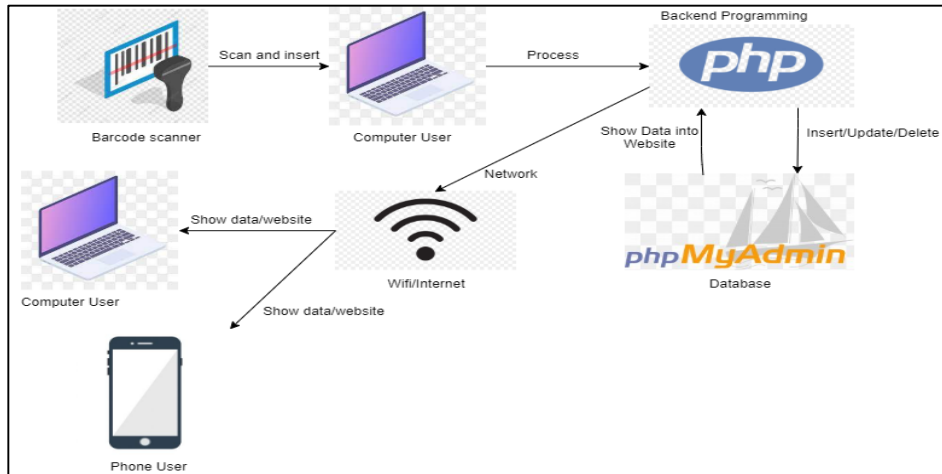 Backend Programming
Scan and insert
Process
php
Barcode scanner
Computer User
Show Data into
Website
Insert/Update/Delete
Network
Show data/website
phpMyAdmin
Computer User
Wifi/Internet
Database
Show data/website
Phone User